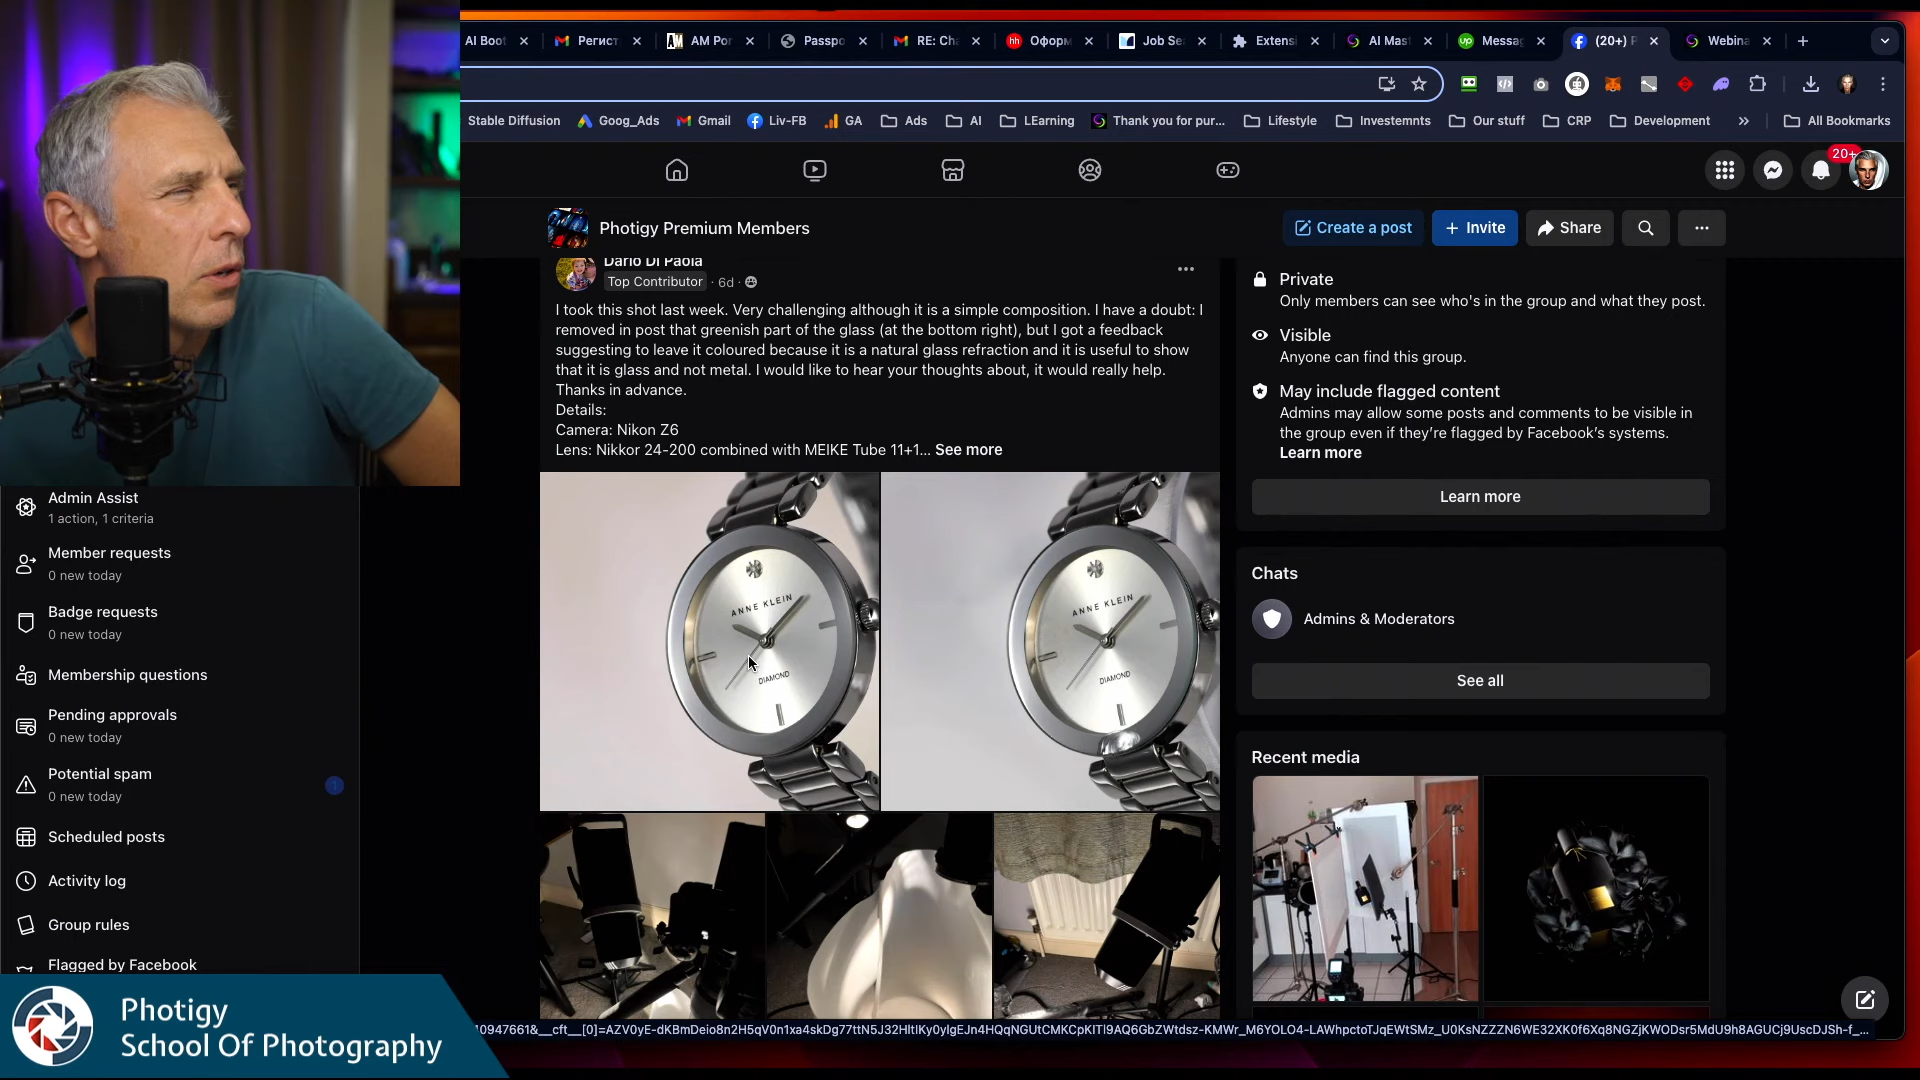 AI Boot
Регист
AM Por
Passpo
RE: Cha
Оформ
Job Se
Extensi
AI Mas
Messag
(20+) P
Webina
Stable Diffusion
Goog_Ads
Gmail
Liv-FB
GA
Ads
AI
LEarning
Thank you for pur...
Lifestyle
Investemnts
Our stuff
CRP
Development
All Bookmarks
20+
Photigy Premium Members
Create a post
Invite
Share
Dario Di Paola
Top Contributor · 6d ·
I took this shot last week. Very challenging although it is a simple composition. I have a doubt: I
removed in post that greenish part of the glass (at the bottom right), but I got a feedback
suggesting to leave it coloured because it is a natural glass refraction and it is useful to show
that it is glass and not metal. I would like to hear your thoughts about, it would really help.
Thanks in advance.
Details:
Camera: Nikon Z6
Lens: Nikkor 24-200 combined with MEIKE Tube 11+1... See more
ANNE KLEIN
DIAMOND
ANNE KLEIN
DIAMOND
Private
Only members can see who's in the group and what they post.
Visible
Anyone can find this group.
May include flagged content
Admins may allow some posts and comments to be visible in
the group even if they're flagged by Facebook's systems.
Learn more
Learn more
Chats
Admins & Moderators
See all
Recent media
Admin Assist
1 action, 1 criteria
Member requests
0 new today
Badge requests
0 new today
Membership questions
Pending approvals
0 new today
Potential spam
0 new today
1
Scheduled posts
Activity log
Group rules
Flagged by Facebook
Photigy
School Of Photography